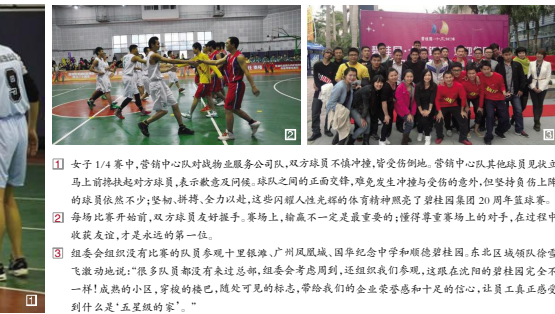 2
3
1 女子 1/4 赛中,营销中心队对战物业服务公司队,双方球员不慎冲撞,皆受伤倒地。营销中心队其他球员见状立
马上前搀扶起对方球员,表示歉意及问候。球队之间的正面交锋,难免发生冲撞与受伤的意外,但坚持负伤上阵
的球员依然不少;坚韧、拼搏、全力以赴,这些闪耀人性光辉的体育精神照亮了碧桂园集团 20 周年篮球赛。
2 每场比赛开始前,双方球员友好握手。赛场上,输赢不一定是最重要的;懂得尊重赛场上的对手,在过程中
收获友谊,才是永远的第一位。
3 组委会组织没有比赛的队员参观十里银滩、广州凤凰城、国华纪念中学和顺德碧桂园。东北区域领队徐雪
飞激动地说:“很多队员都没有来过总部,组委会考虑周到,还组织我们参观,这跟在沈阳的碧桂园完全不
一样!成熟的小区,穿梭的楼巴,随处可见的标志,带给我们的企业荣誉感和十足的信心,让员工真正感受
到什么是‘五星级的家’。”
1